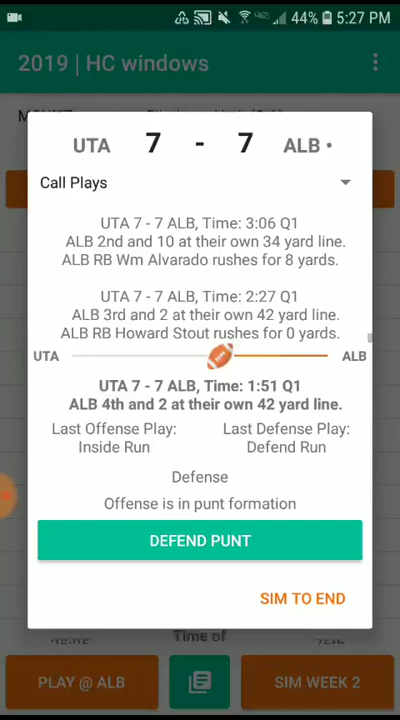 44% 5:27 PM
2019 | HC windows
UTA 7 - 7 ALB •
Call Plays
UTA 7 - 7 ALB, Time: 3:06 Q1
ALB 2nd and 10 at their own 34 yard line.
ALB RB Wm Alvarado rushes for 8 yards.
UTA 7 - 7 ALB, Time: 2:27 Q1
ALB 3rd and 2 at their own 42 yard line.
ALB RB Howard Stout rushes for 0 yards.
UTA ALB
UTA 7 - 7 ALB, Time: 1:51 Q1
ALB 4th and 2 at their own 42 yard line.
Last Offense Play: Last Defense Play:
Inside Run Defend Run
Defense
Offense is in punt formation
DEFEND PUNT
SIM TO END
Time of
PLAY @ ALB SIM WEEK 2